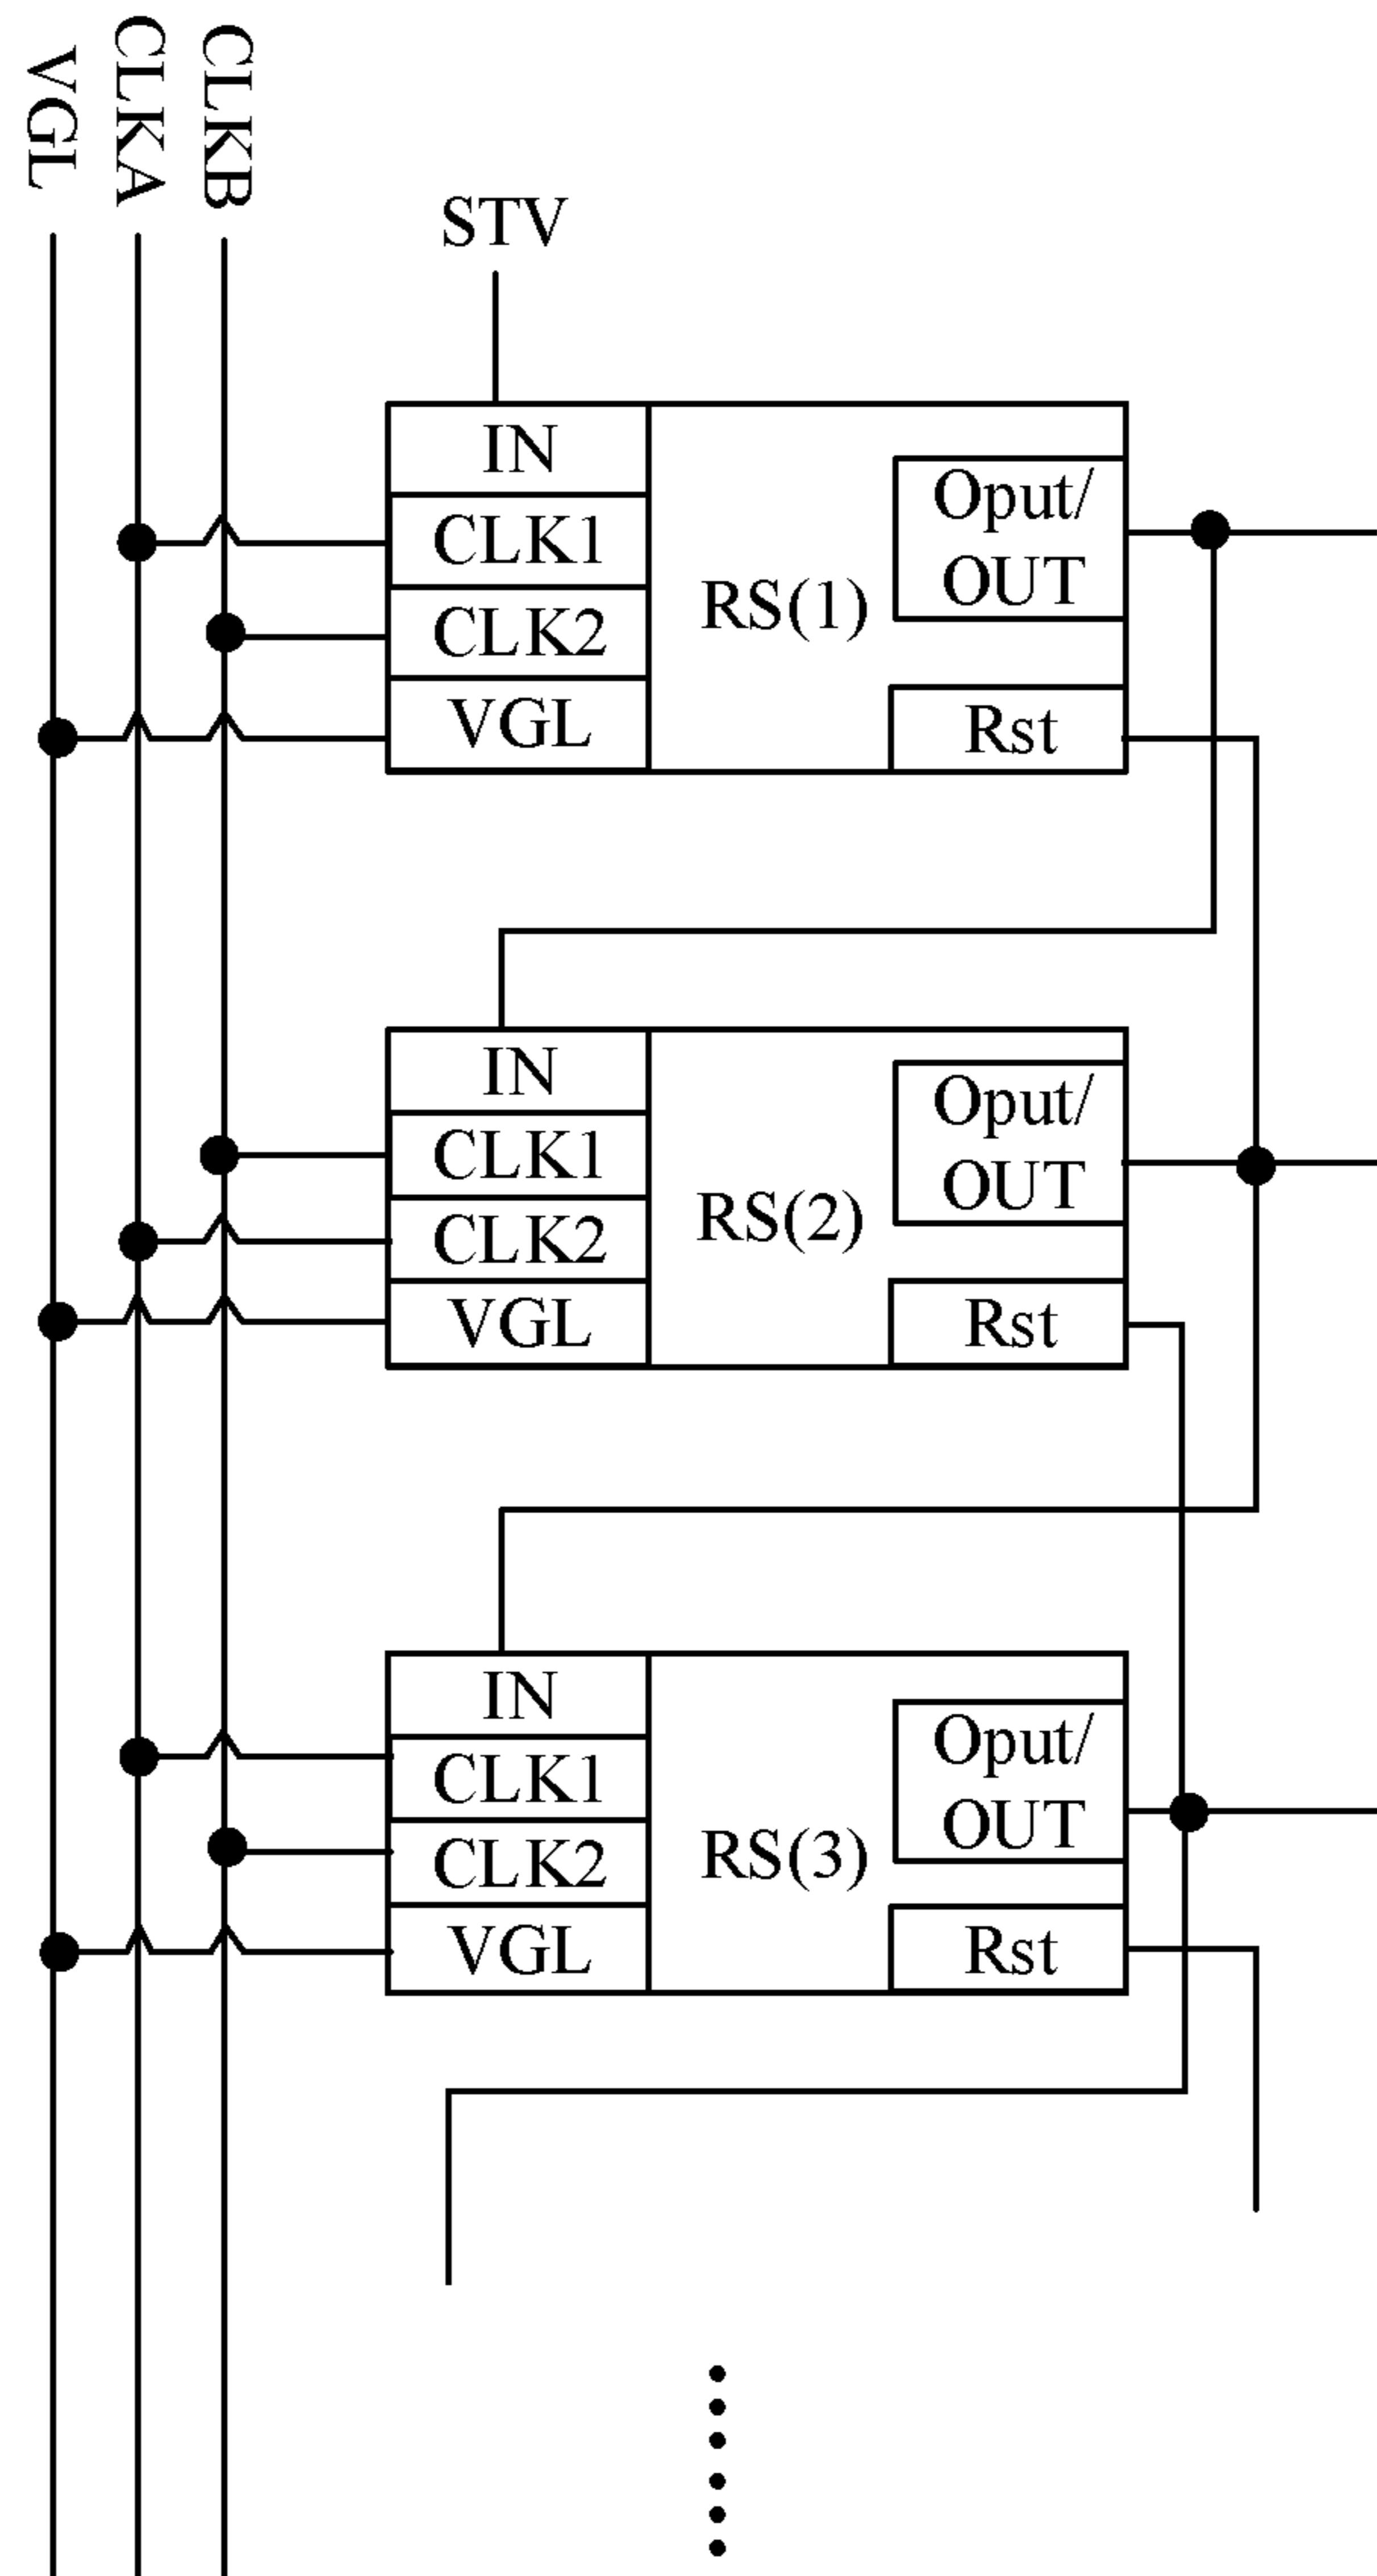 VGL
CLKA
CLKB
STV
IN
CLK1
CLK2
VGL
RS(1)
Oput/
OUT
Rst
IN
CLK1
CLK2
VGL
RS(2)
Oput/
OUT
Rst
IN
CLK1
CLK2
VGL
RS(3)
Oput/
OUT
Rst